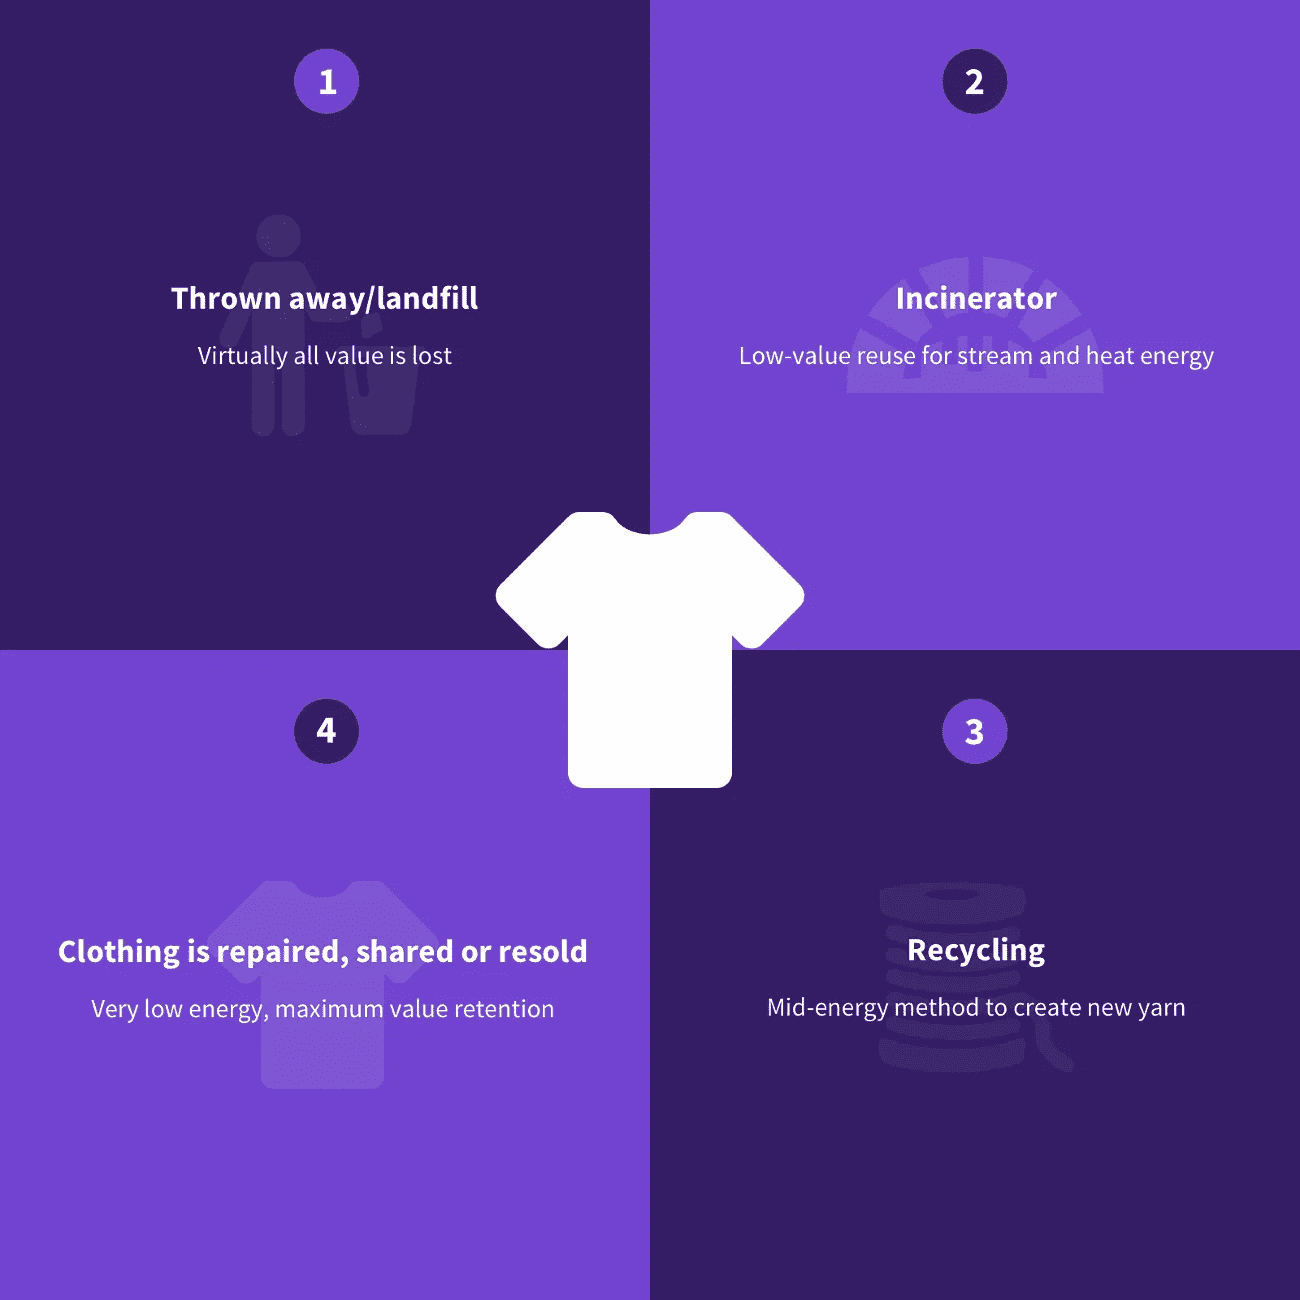 1
Thrown away/landfill
Virtually all value is lost
2
Incinerator
Low-value reuse for stream and heat energy
4
Clothing is repaired, shared or resold
Very low energy, maximum value retention
3
Recycling
Mid-energy method to create new yarn